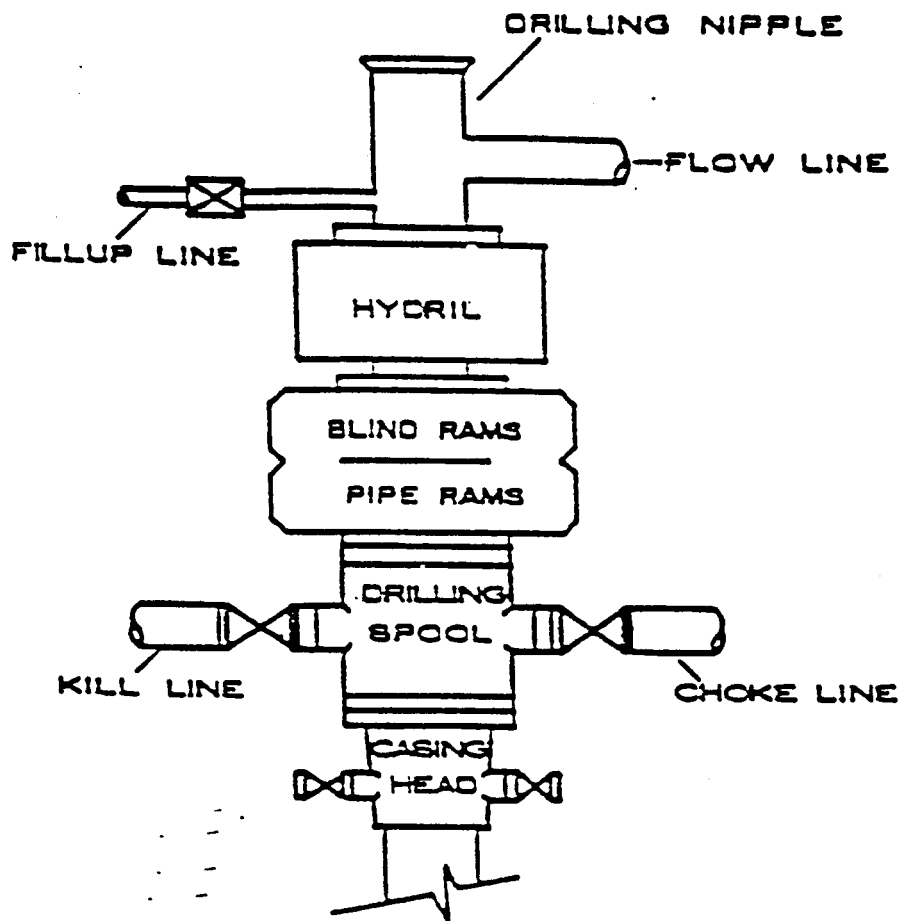 DRILLING NIPPLE
FLOW LINE
FILLUP LINE
HYDRIL
BLIND RAMS
PIPE RAMS
DRILLING
SPOOL
KILL LINE
CHOKE LINE
CASING
HEAD